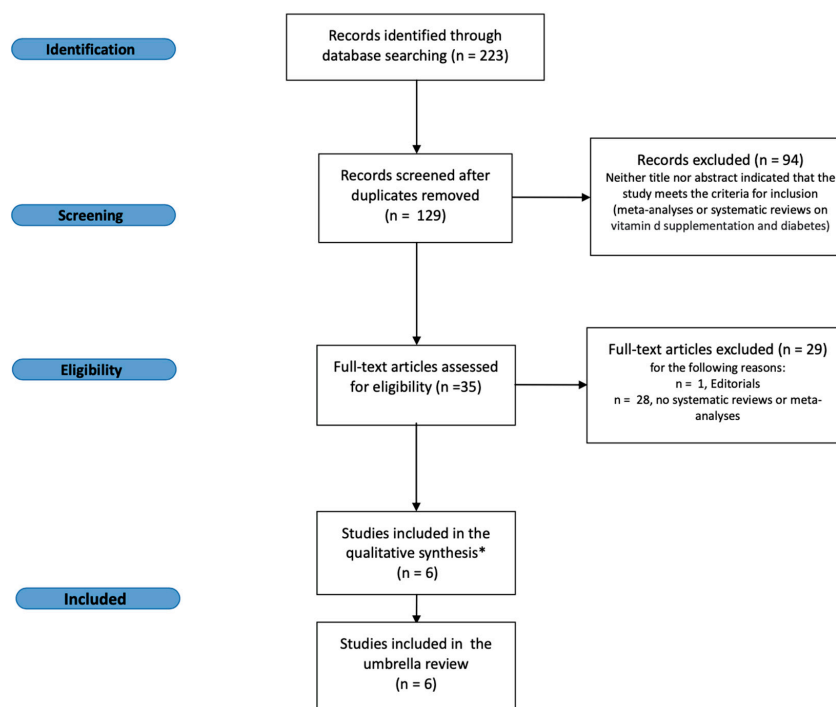 Identification
Records identified through
database searching (n = 223)
Records screened after
duplicates removed
(n = 129)
Records excluded (n = 94)
Neither title nor abstract indicated that the
study meets the criteria for inclusion
(meta-analyses or systematic reviews on
vitamin d supplementation and diabetes)
Screening
Eligibility
Full-text articles assessed
for eligibility (n =35)
Full-text articles excluded (n = 29)
for the following reasons:
n = 1, Editorials
n = 28, no systematic reviews or meta-
analyses
Studies included in the
qualitative synthesis*
(n = 6)
Included
Studies included in the
umbrella review
(n = 6)